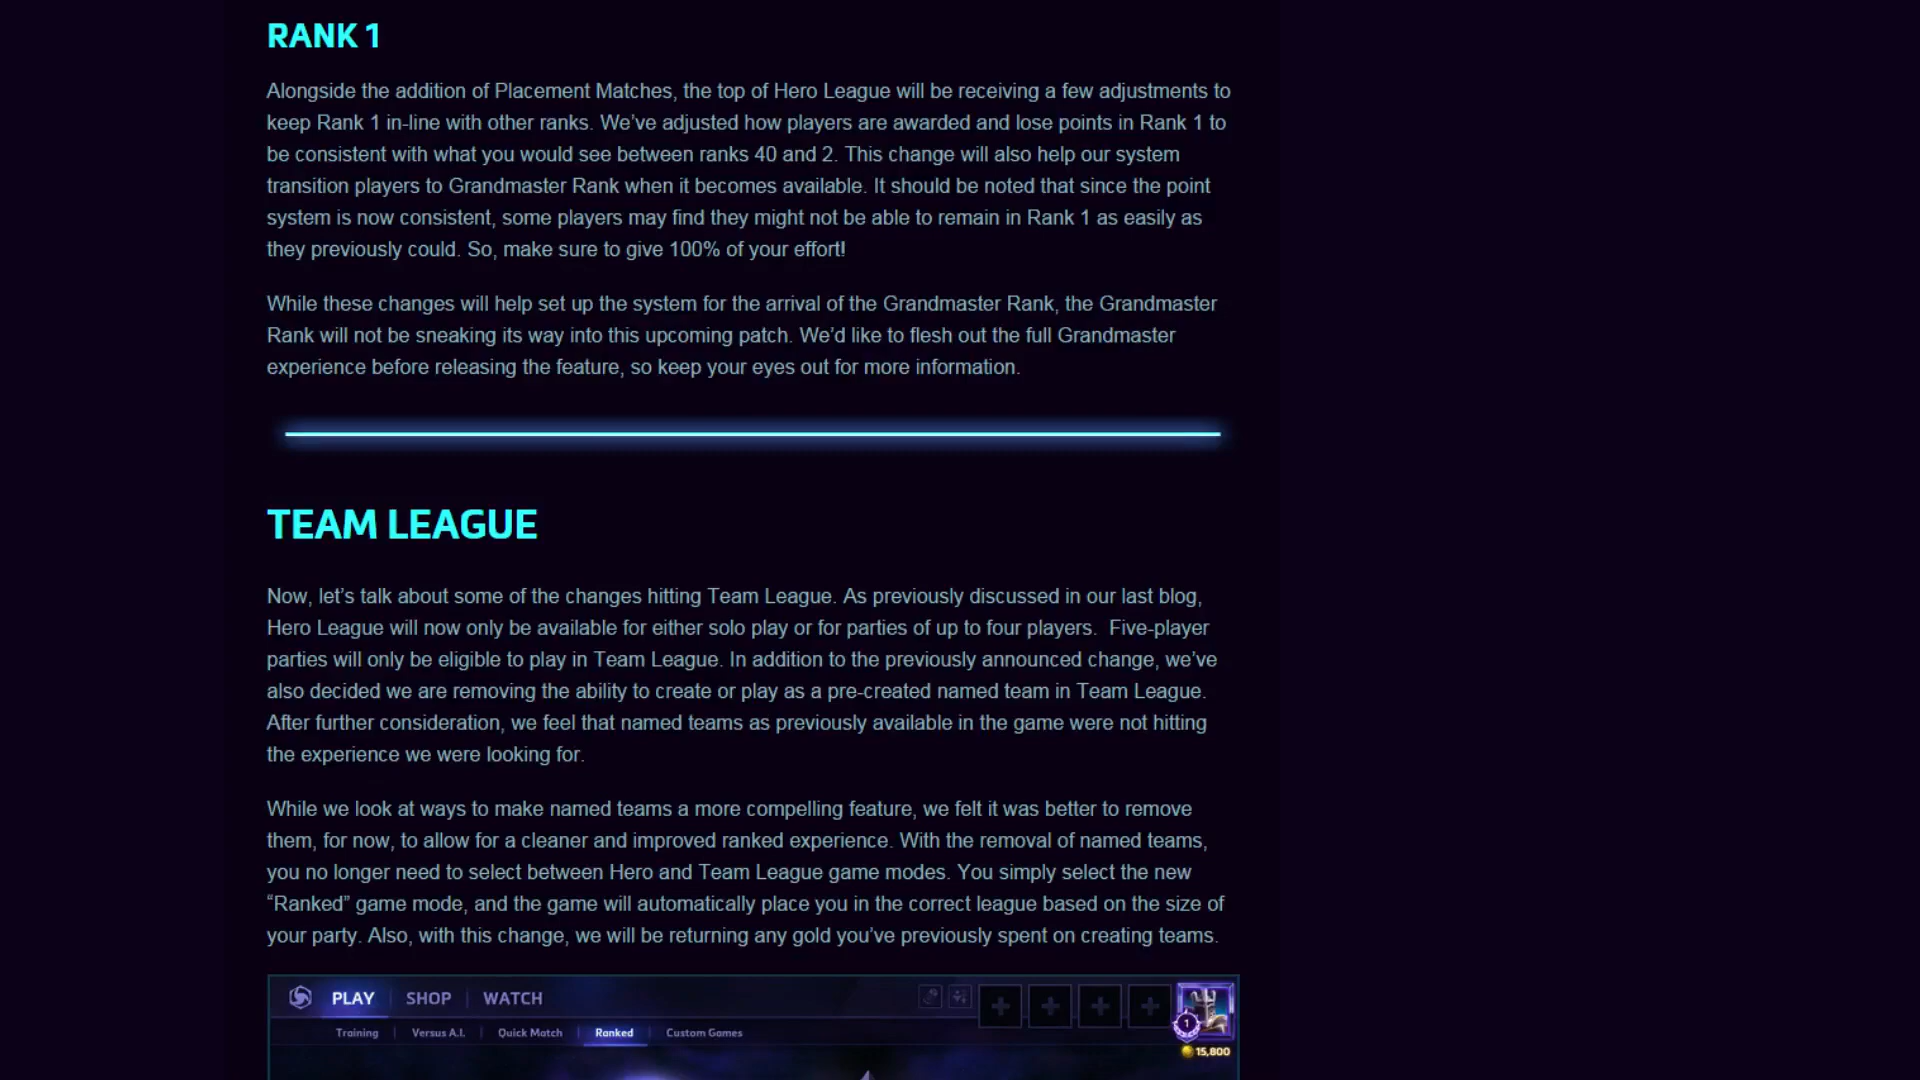 RANK 1
Alongside the addition of Placement Matches, the top of Hero League will be receiving a few adjustments to
keep Rank 1 in-line with other ranks. We’ve adjusted how players are awarded and lose points in Rank 1 to
be consistent with what you would see between ranks 40 and 2. This change will also help our system
transition players to Grandmaster Rank when it becomes available. It should be noted that since the point
system is now consistent, some players may find they might not be able to remain in Rank 1 as easily as
they previously could. So, make sure to give 100% of your effort!
While these changes will help set up the system for the arrival of the Grandmaster Rank, the Grandmaster
Rank will not be sneaking its way into this upcoming patch. We’d like to flesh out the full Grandmaster
experience before releasing the feature, so keep your eyes out for more information.
TEAM LEAGUE
Now, let’s talk about some of the changes hitting Team League. As previously discussed in our last blog,
Hero League will now only be available for either solo play or for parties of up to four players.  Five-player
parties will only be eligible to play in Team League. In addition to the previously announced change, we’ve
also decided we are removing the ability to create or play as a pre-created named team in Team League.
After further consideration, we feel that named teams as previously available in the game were not hitting
the experience we were looking for.
While we look at ways to make named teams a more compelling feature, we felt it was better to remove
them, for now, to allow for a cleaner and improved ranked experience. With the removal of named teams,
you no longer need to select between Hero and Team League game modes. You simply select the new
“Ranked” game mode, and the game will automatically place you in the correct league based on the size of
your party. Also, with this change, we will be returning any gold you’ve previously spent on creating teams.
PLAY SHOP WATCH
Training Versus A.I. Quick Match Ranked Custom Games
1
15,800